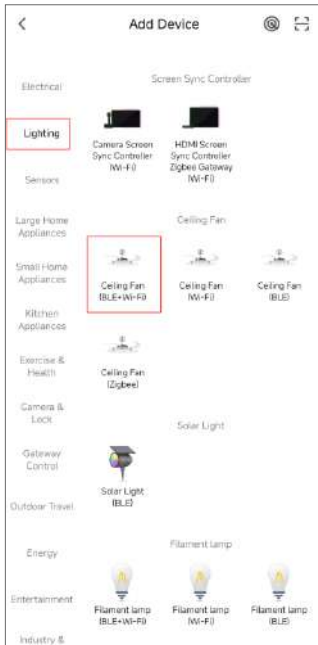 Add Device
Electrical
Lighting
Sensors
Large Home
Appliances
Small Home
Appliances
Kitchen
Appliances
Exercise &
Health
Camera &
Lock
Gateway
Control
Outdoor Travel
Energy
Entertainment
Industry &
Screen Sync Controller
Camera Screen
Sync Controller
(Wi-Fi)
HDMI Screen
Sync Controller
Zigbee Gateway
(Wi-Fi)
Ceiling Fan
Ceiling Fan
(BLE+Wi-Fi)
Ceiling Fan
(Wi-Fi)
Ceiling Fan
(BLE)
Ceiling Fan
(Zigbee)
Solar Light
Solar Light
(BLE)
Filament lamp
Filament lamp
(BLE+Wi-Fi)
Filament lamp
(Wi-Fi)
Filament lamp
(BLE)